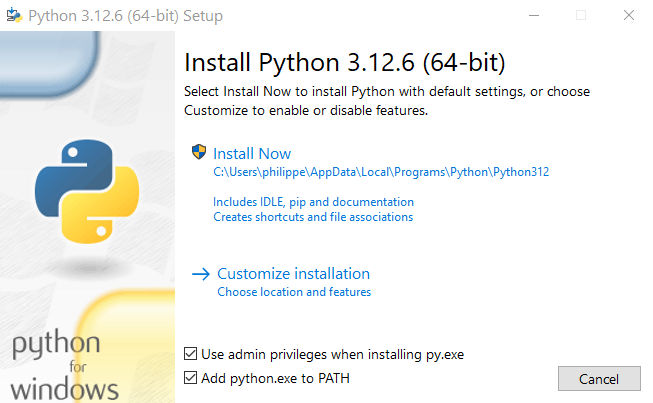 Python 3.12.6 (64-bit) Setup
Install Python 3.12.6 (64-bit)
Select Install Now to install Python with default settings, or choose
Customize to enable or disable features.
Install Now
C:\Users\philippe\AppData\Local\Programs\Python\Python312
Includes IDLE, pip and documentation
Creates shortcuts and file associations
Customize installation
Choose location and features
Use admin privileges when installing py.exe
Add python.exe to PATH
Cancel
python
for
windows